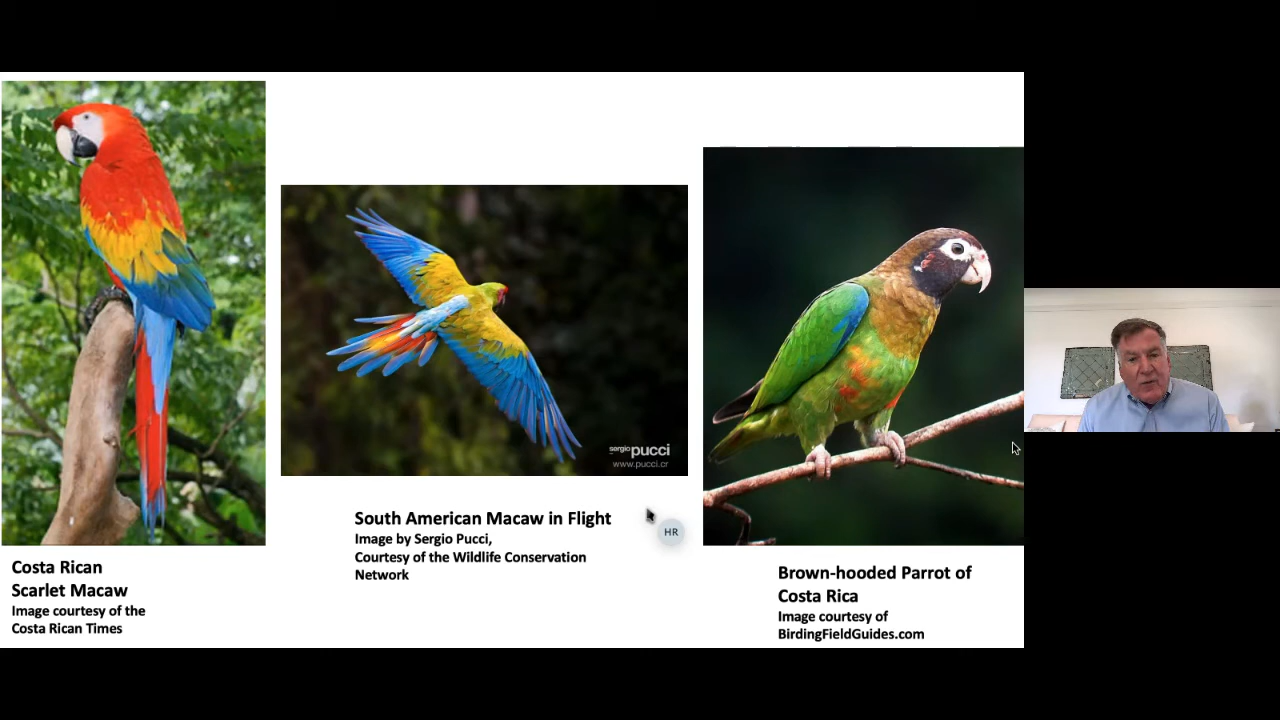 sergio pucci
www.pucci.cr
South American Macaw in Flight
Image by Sergio Pucci,
Courtesy of the Wildlife Conservation
Network
HR
Costa Rican
Scarlet Macaw
Image courtesy of the
Costa Rican Times
Brown-hooded Parrot of
Costa Rica
Image courtesy of
BirdingFieldGuides.com